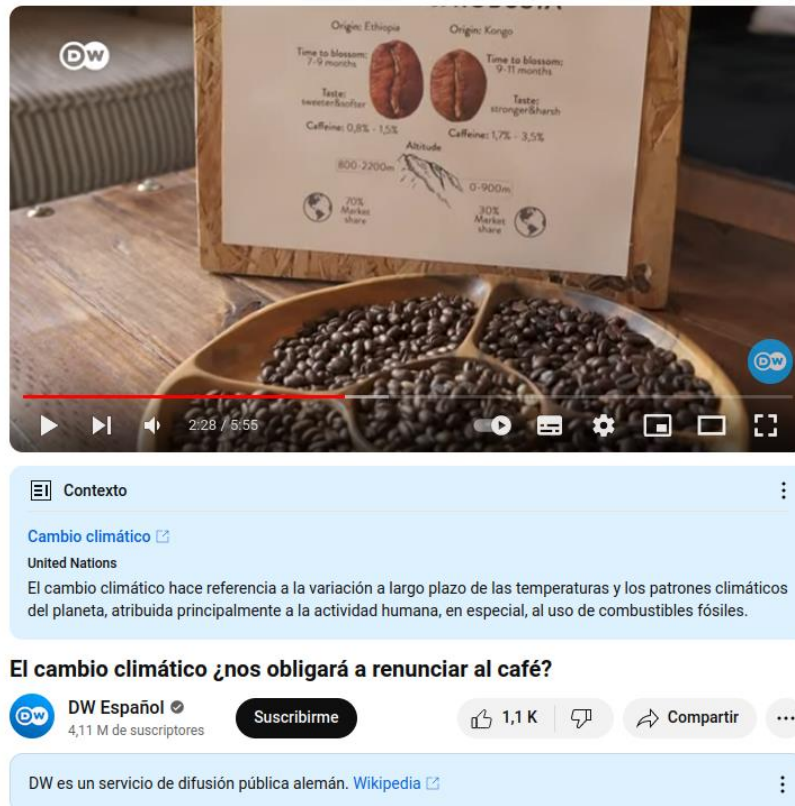 DW
Origin: Ethiopia
Origin: Kongo
Time to blossom:
7-9 months
Time to blossom:
9-11 months
Taste:
sweeter&softer
Taste:
stronger&harsh
Caffeine: 0,8% - 1,5%
Caffeine: 1,7% - 3,5%
Altitude
800-2200m
0-900m
70%
Market
share
30%
Market
share
DW
2:28 / 5:55
Contexto
Cambio climático
United Nations
El cambio climático hace referencia a la variación a largo plazo de las temperaturas y los patrones climáticos
del planeta, atribuida principalmente a la actividad humana, en especial, al uso de combustibles fósiles.
El cambio climático ¿nos obligará a renunciar al café?
DW
DW Español
4,11 M de suscriptores
Suscribirme
1,1 K
Compartir
DW es un servicio de difusión pública alemán. Wikipedia